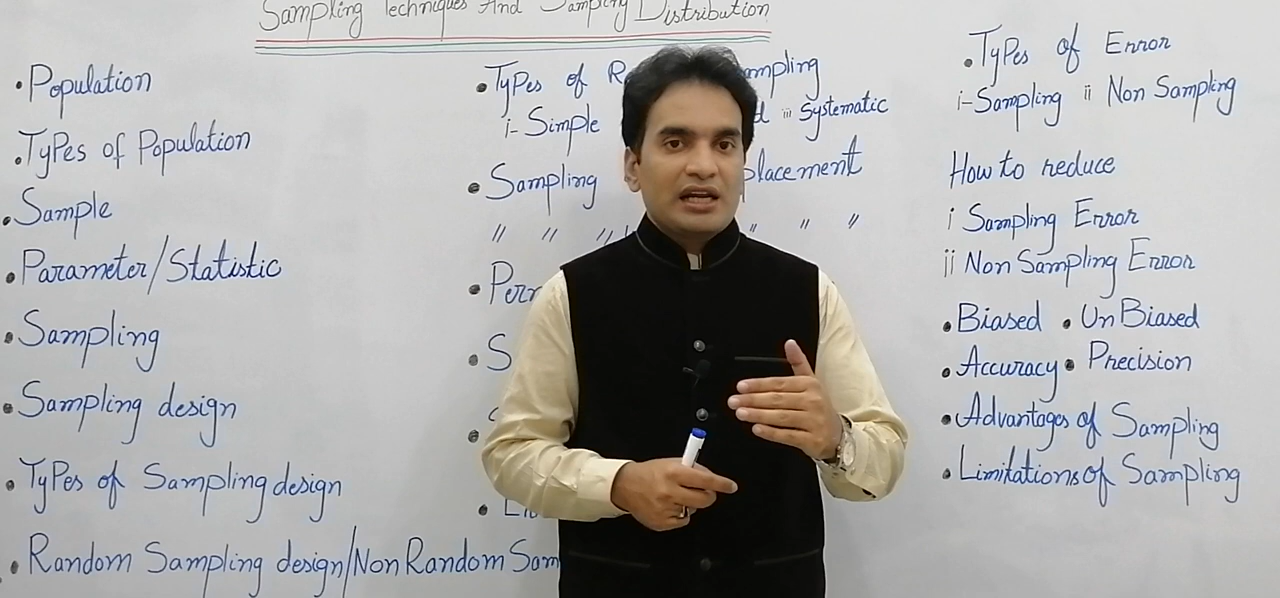 Sampling Techniques And Sampling Distribution
• Population
• Types of Population
• Sample
• Parameter/Statistic
• Sampling
• Sampling design
• Types of Sampling design
• Random Sampling design/Non Random Sam
• Types of R mpling
i- Simple d iii Systematic
• Sampling placement
" " " " " "
• Per
• S
•
•
• Types of Error
i- Sampling ii Non Sampling
How to reduce
i Sampling Error
ii Non Sampling Error
• Biased • UnBiased
• Accuracy • Precision
• Advantages of Sampling
• Limitations of Sampling